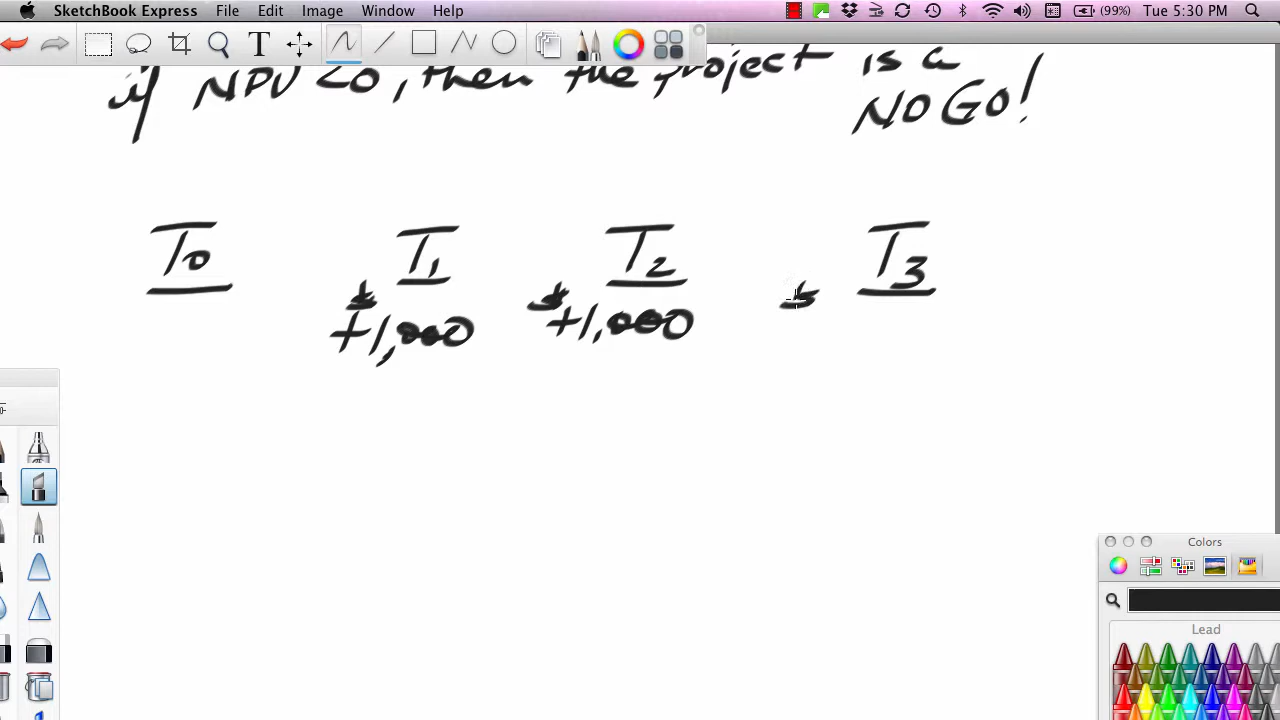 SketchBook Express File Edit Image Window Help (99%) Tue 5:30 PM
T
if NPV <0, then the project is a
NO GO!
T0 T1 T2 T3
$ $ $
+1,000 +1,000
Colors
Lead